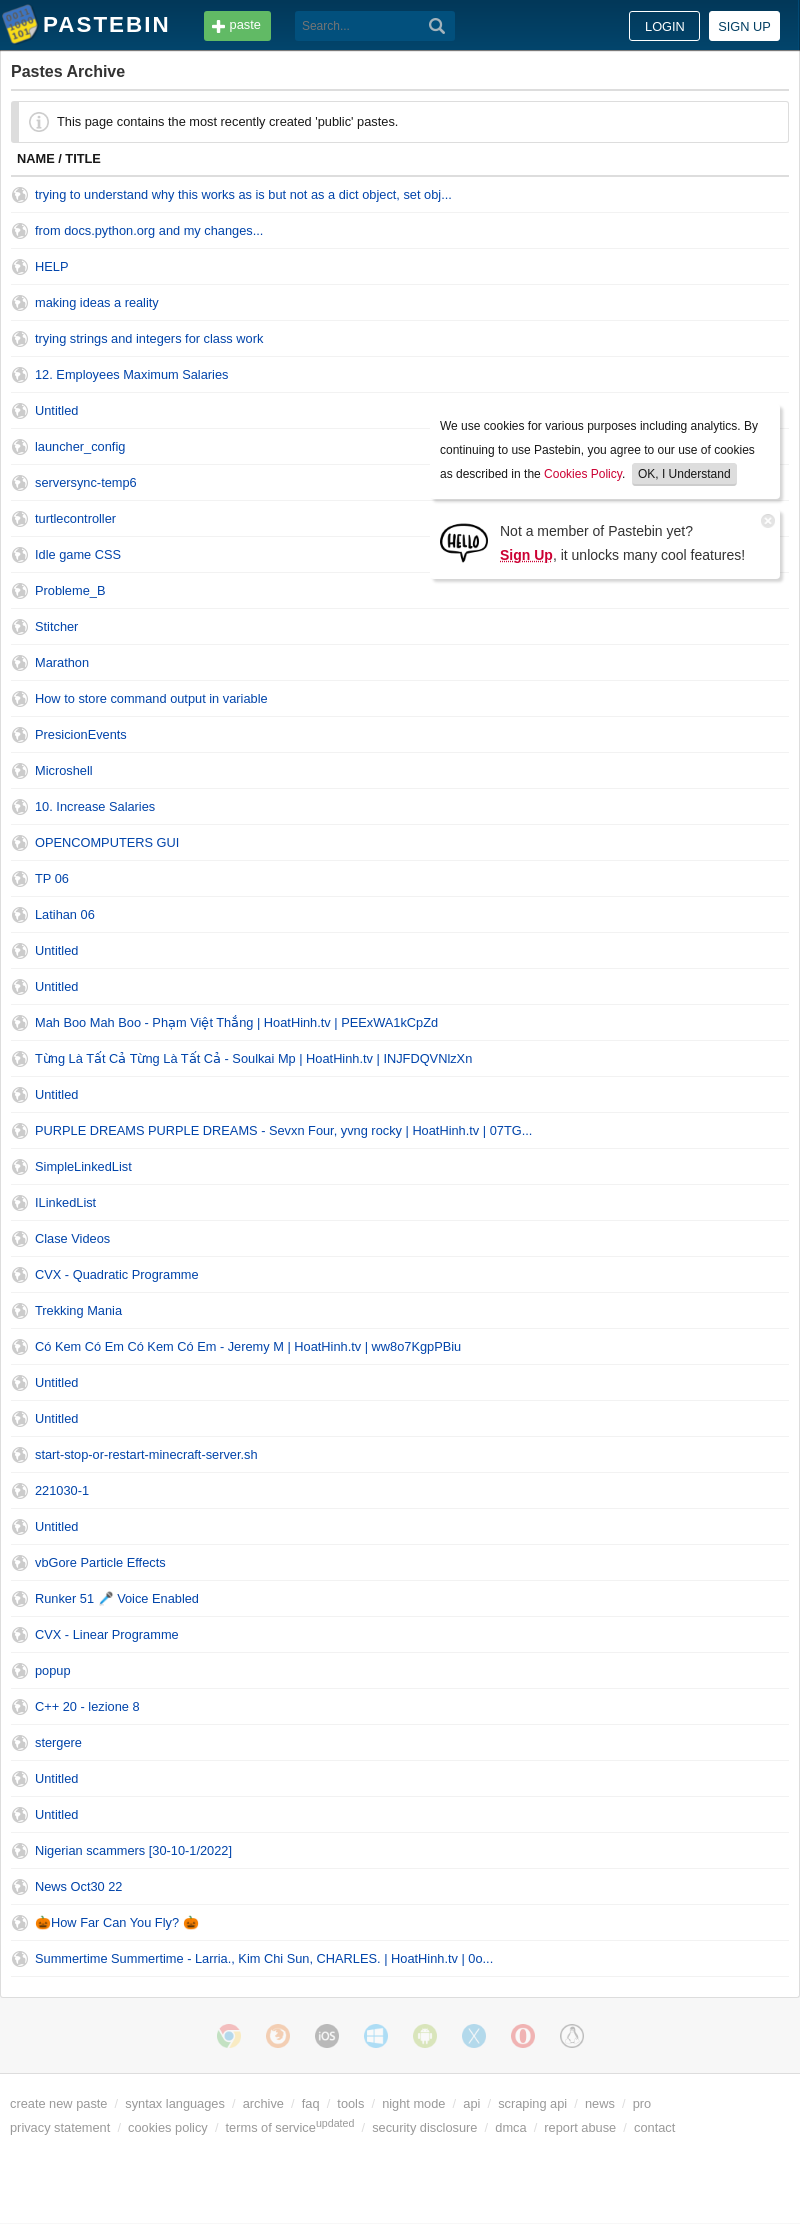 PASTEBIN
paste
Search...
LOGIN
SIGN UP
Pastes Archive
This page contains the most recently created 'public' pastes.
NAME / TITLE
trying to understand why this works as is but not as a dict object, set obj...
from docs.python.org and my changes...
HELP
making ideas a reality
trying strings and integers for class work
12. Employees Maximum Salaries
Untitled
launcher_config
serversync-temp6
turtlecontroller
Idle game CSS
Probleme_B
We use cookies for various purposes including analytics. By
continuing to use Pastebin, you agree to our use of cookies
as described in the Cookies Policy. OK, I Understand
HELLO
Not a member of Pastebin yet?
Sign Up, it unlocks many cool features!
Stitcher
Marathon
How to store command output in variable
PresicionEvents
Microshell
10. Increase Salaries
OPENCOMPUTERS GUI
TP 06
Latihan 06
Untitled
Untitled
Mah Boo Mah Boo - Phạm Việt Thắng | HoatHinh.tv | PEExWA1kCpZd
Từng Là Tất Cả Từng Là Tất Cả - Soulkai Mp | HoatHinh.tv | INJFDQVNlzXn
Untitled
PURPLE DREAMS PURPLE DREAMS - Sevxn Four, yvng rocky | HoatHinh.tv | 07TG...
SimpleLinkedList
ILinkedList
Clase Videos
CVX - Quadratic Programme
Trekking Mania
Có Kem Có Em Có Kem Có Em - Jeremy M | HoatHinh.tv | ww8o7KgpPBiu
Untitled
Untitled
start-stop-or-restart-minecraft-server.sh
221030-1
Untitled
vbGore Particle Effects
Runker 51 🎤 Voice Enabled
CVX - Linear Programme
popup
C++ 20 - lezione 8
stergere
Untitled
Untitled
Nigerian scammers [30-10-1/2022]
News Oct30 22
🎃How Far Can You Fly? 🎃
Summertime Summertime - Larria., Kim Chi Sun, CHARLES. | HoatHinh.tv | 0o...
iOS
create new paste / syntax languages / archive / faq / tools / night mode / api / scraping api / news / pro
privacy statement / cookies policy / terms of serviceupdated / security disclosure / dmca / report abuse / contact